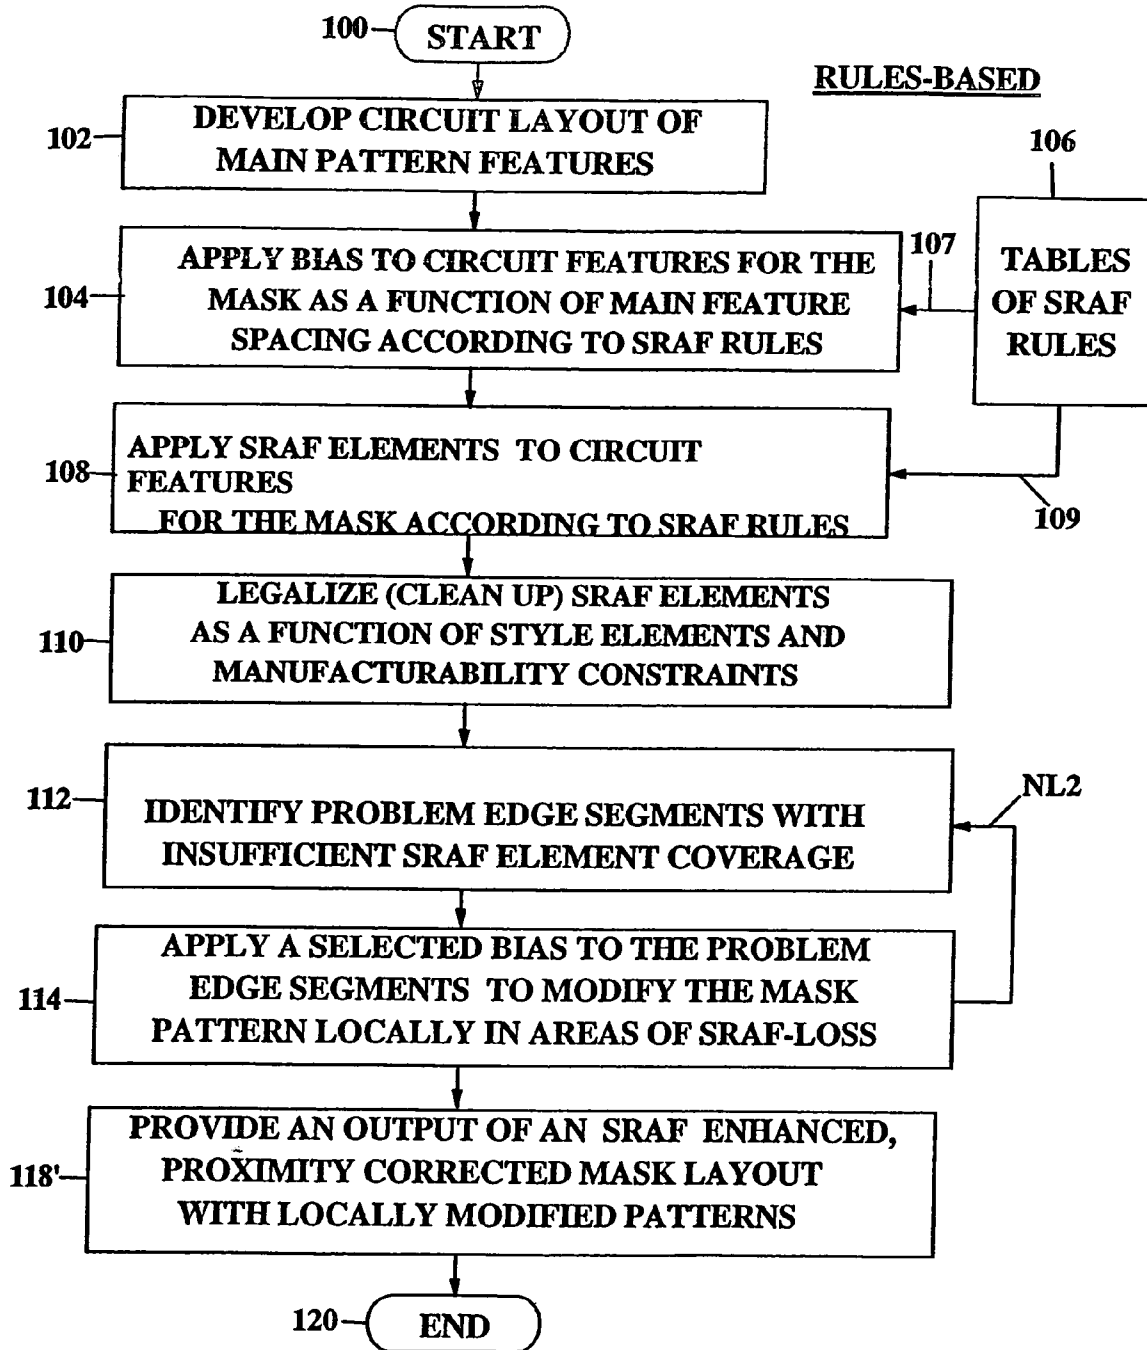 100
START
RULES-BASED
102
DEVELOP CIRCUIT LAYOUT OF
MAIN PATTERN FEATURES
106
TABLES
OF SRAF
RULES
107
104
APPLY BIAS TO CIRCUIT FEATURES FOR THE
MASK AS A FUNCTION OF MAIN FEATURE
SPACING ACCORDING TO SRAF RULES
108
APPLY SRAF ELEMENTS TO CIRCUIT
FEATURES
FOR THE MASK ACCORDING TO SRAF RULES
109
110
LEGALIZE (CLEAN UP) SRAF ELEMENTS
AS A FUNCTION OF STYLE ELEMENTS AND
MANUFACTURABILITY CONSTRAINTS
112
IDENTIFY PROBLEM EDGE SEGMENTS WITH
INSUFFICIENT SRAF ELEMENT COVERAGE
NL2
114
APPLY A SELECTED BIAS TO THE PROBLEM
EDGE SEGMENTS TO MODIFY THE MASK
PATTERN LOCALLY IN AREAS OF SRAF-LOSS
118'
PROVIDE AN OUTPUT OF AN SRAF ENHANCED,
PROXIMITY CORRECTED MASK LAYOUT
WITH LOCALLY MODIFIED PATTERNS
120
END